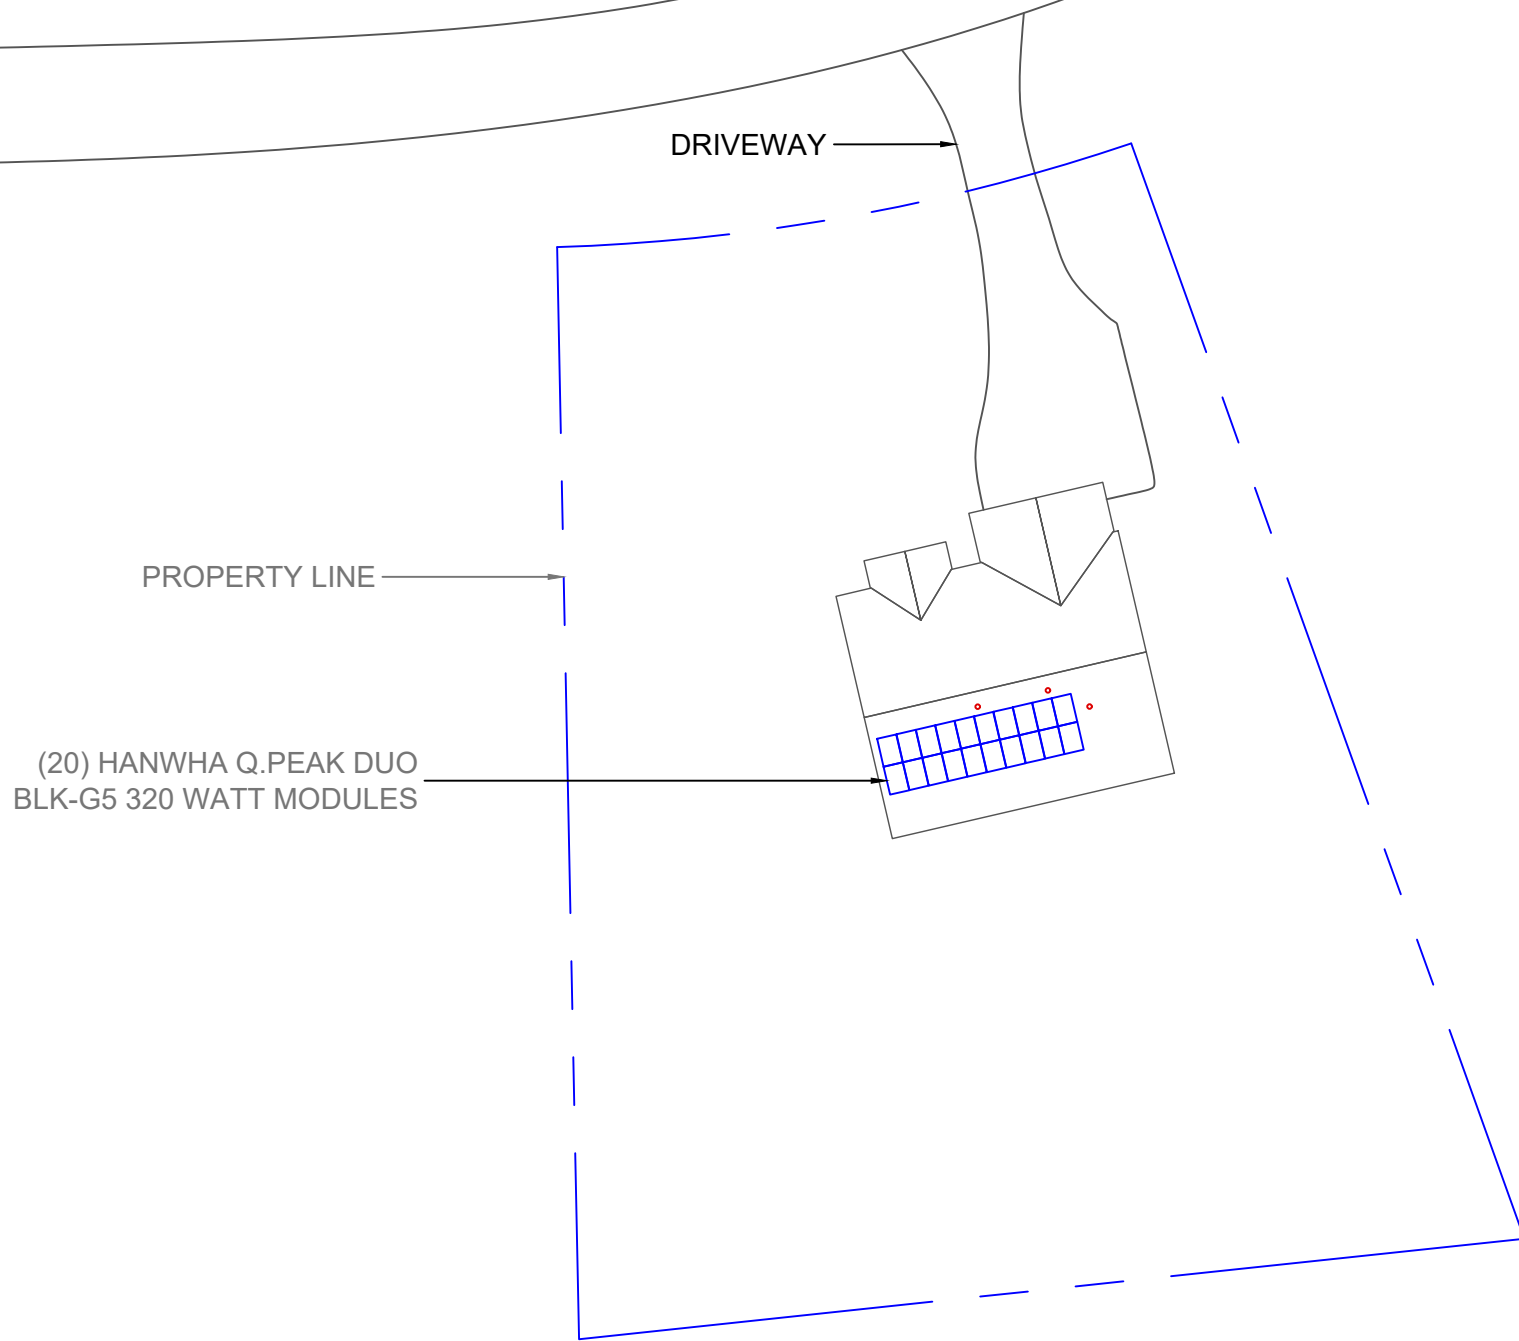 DRIVEWAY
PROPERTY LINE
(20) HANWHA Q.PEAK DUO
BLK-G5 320 WATT MODULES